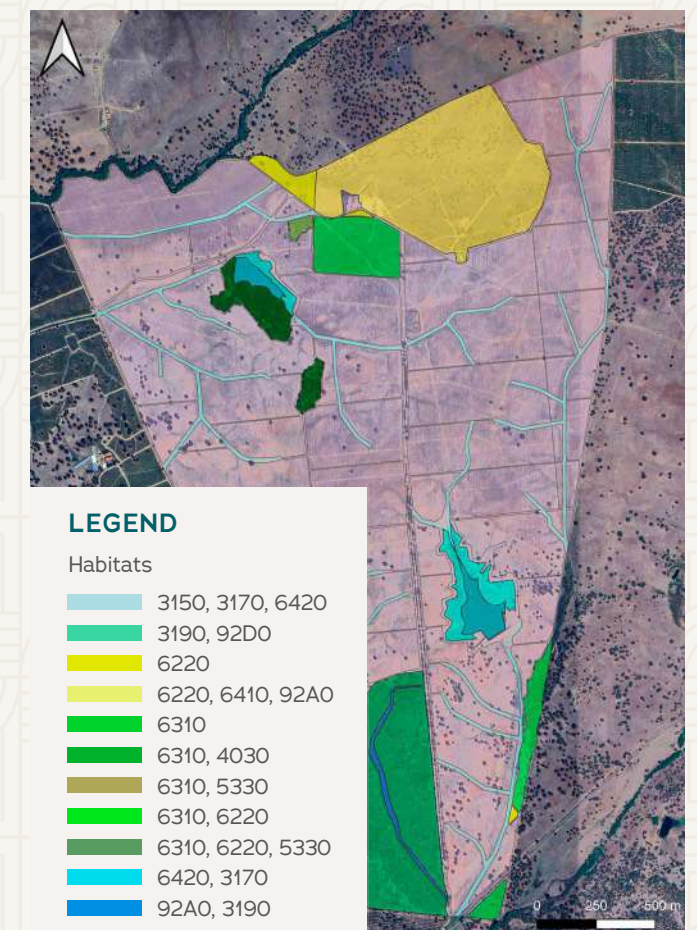 LEGEND
Habitats
3150, 3170, 6420
3190, 92D0
6220
6220, 6410, 92A0
6310
6310, 4030
6310, 5330
6310, 6220
6310, 6220, 5330
6420, 3170
92A0, 3190
0 250 500 m